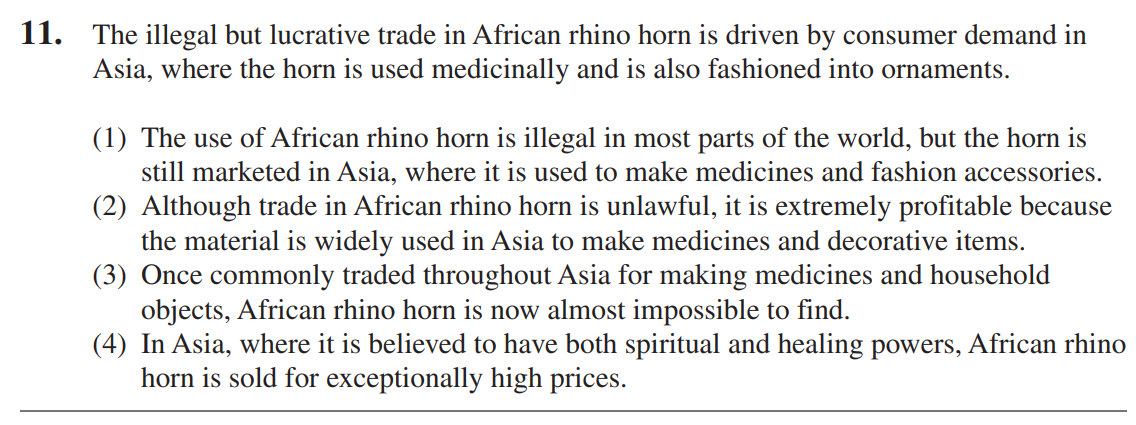 11. The illegal but lucrative trade in African rhino horn is driven by consumer demand in
Asia, where the horn is used medicinally and is also fashioned into ornaments.
(1) The use of African rhino horn is illegal in most parts of the world, but the horn is
still marketed in Asia, where it is used to make medicines and fashion accessories.
(2) Although trade in African rhino horn is unlawful, it is extremely profitable because
the material is widely used in Asia to make medicines and decorative items.
(3) Once commonly traded throughout Asia for making medicines and household
objects, African rhino horn is now almost impossible to find.
(4) In Asia, where it is believed to have both spiritual and healing powers, African rhino
horn is sold for exceptionally high prices.